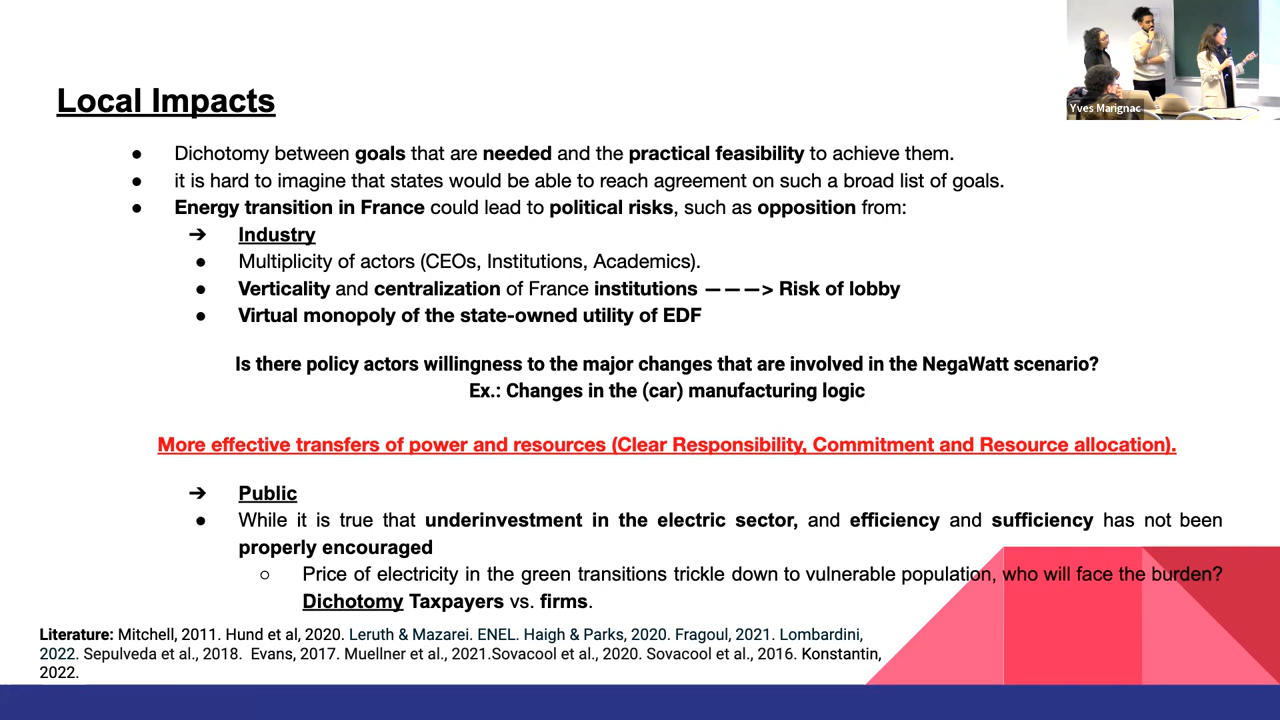 Yves Marignac
Local Impacts
● Dichotomy between goals that are needed and the practical feasibility to achieve them.
● it is hard to imagine that states would be able to reach agreement on such a broad list of goals.
● Energy transition in France could lead to political risks, such as opposition from:
➔ Industry
● Multiplicity of actors (CEOs, Institutions, Academics).
● Verticality and centralization of France institutions ———> Risk of lobby
● Virtual monopoly of the state-owned utility of EDF
Is there policy actors willingness to the major changes that are involved in the NegaWatt scenario?
Ex.: Changes in the (car) manufacturing logic
More effective transfers of power and resources (Clear Responsibility, Commitment and Resource allocation).
➔ Public
● While it is true that underinvestment in the electric sector, and efficiency and sufficiency has not been
properly encouraged
○ Price of electricity in the green transitions trickle down to vulnerable population, who will face the burden?
Dichotomy Taxpayers vs. firms.
Literature: Mitchell, 2011. Hund et al, 2020. Leruth & Mazarei. ENEL. Haigh & Parks, 2020. Fragoul, 2021. Lombardini,
2022. Sepulveda et al., 2018. Evans, 2017. Muellner et al., 2021.Sovacool et al., 2020. Sovacool et al., 2016. Konstantin,
2022.